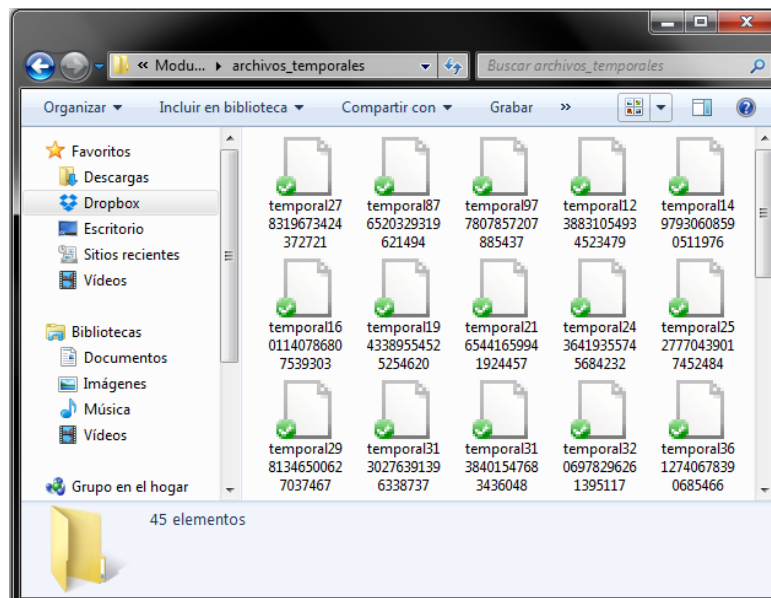 « Modu... ▸ archivos_temporales
Buscar archivos_temporales
Organizar Incluir en biblioteca Compartir con Grabar »
Favoritos
Descargas
Dropbox
Escritorio
Sitios recientes
Vídeos
Bibliotecas
Documentos
Imágenes
Música
Vídeos
Grupo en el hogar
temporal27 temporal87 temporal97 temporal12 temporal14
8319673424 6520329319 7807857207 3883105493 9793060859
372721 621494 885437 4523479 0511976
temporal16 temporal19 temporal21 temporal24 temporal25
0114078680 4338955452 6544165994 3641935574 2777043901
7539303 5254620 1924457 5684232 7452484
temporal29 temporal31 temporal31 temporal32 temporal36
8134650062 3027639139 3840154768 0697829626 1274067839
7037467 6338737 3436048 1395117 0685466
45 elementos